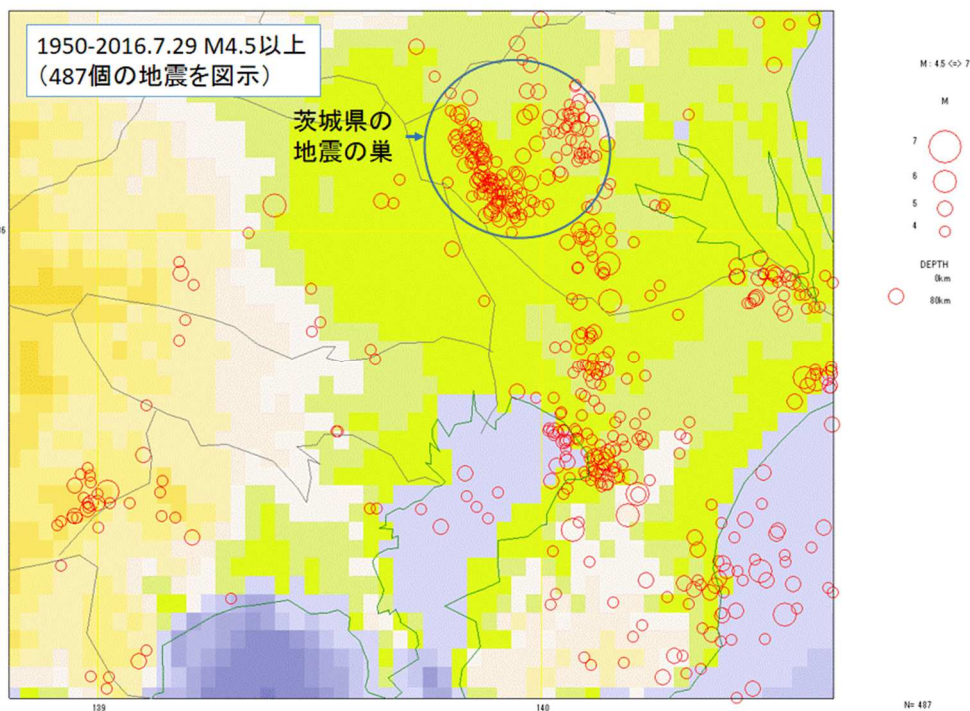 1950-2016.7.29 M4.5以上
（487個の地震を図示）
茨城県の
地震の巣
M : 4.5 <=> 7
M
7
6
5
4
DEPTH
0km
80km
36
139
140
N= 487